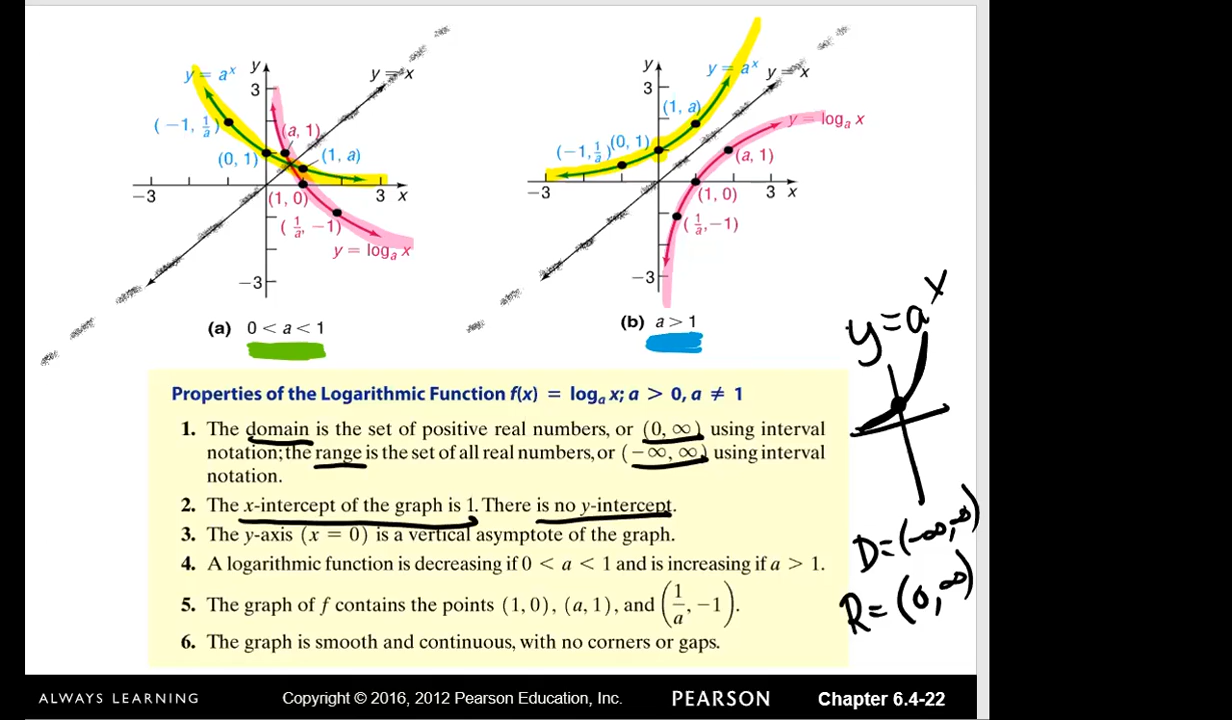 y = aˣ
y
3
y = x
(−1, 1/a)
(a, 1)
(0, 1)
(1, a)
−3
3 x
(1, 0)
(1/a, −1)
y = logₐ x
−3
(a) 0 < a < 1
y
3
y = aˣ
y = x
(1, a)
y = logₐ x
(−1, 1/a)
(0, 1)
(a, 1)
−3
(1, 0)
3 x
(1/a, −1)
−3
(b) a > 1
y=aˣ
Properties of the Logarithmic Function f(x) = logₐ x; a > 0, a ≠ 1
1. The domain is the set of positive real numbers, or (0, ∞) using interval
notation; the range is the set of all real numbers, or (−∞, ∞) using interval
notation.
2. The x-intercept of the graph is 1. There is no y-intercept.
3. The y-axis (x = 0) is a vertical asymptote of the graph.
4. A logarithmic function is decreasing if 0 < a < 1 and is increasing if a > 1.
5. The graph of f contains the points (1, 0), (a, 1), and (1/a, −1).
6. The graph is smooth and continuous, with no corners or gaps.
D=(-∞,∞)
R=(0,∞)
ALWAYS LEARNING
Copyright © 2016, 2012 Pearson Education, Inc.
PEARSON
Chapter 6.4-22